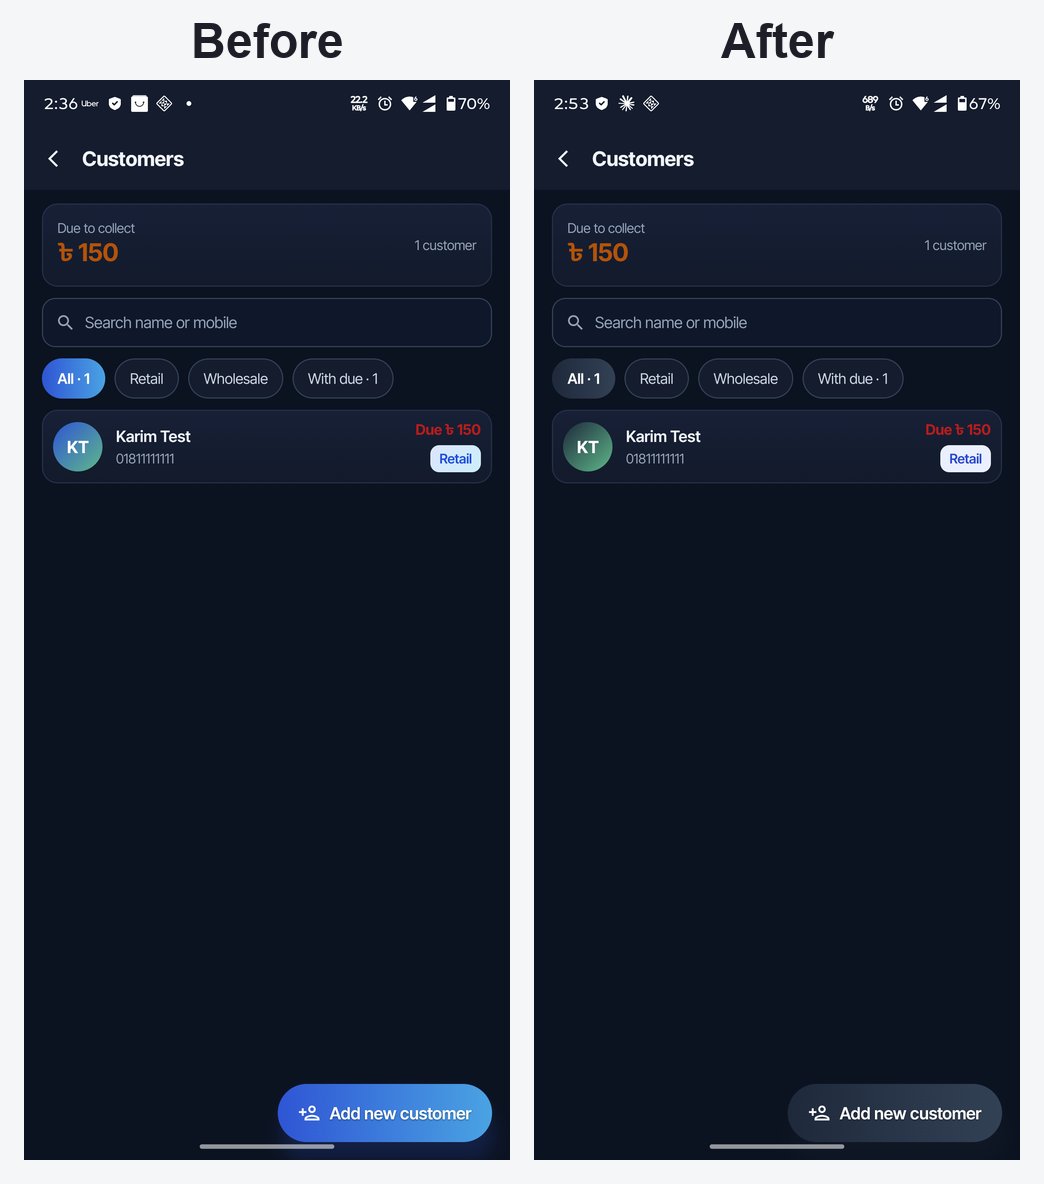 Before
After
2:36 Uber 22.2 KB/s 6 70%
Customers
Due to collect
৳ 150
1 customer
Search name or mobile
All · 1
Retail
Wholesale
With due · 1
KT
Karim Test
01811111111
Due ৳ 150
Retail
Add new customer
2:53 689 B/s 6 67%
Customers
Due to collect
৳ 150
1 customer
Search name or mobile
All · 1
Retail
Wholesale
With due · 1
KT
Karim Test
01811111111
Due ৳ 150
Retail
Add new customer